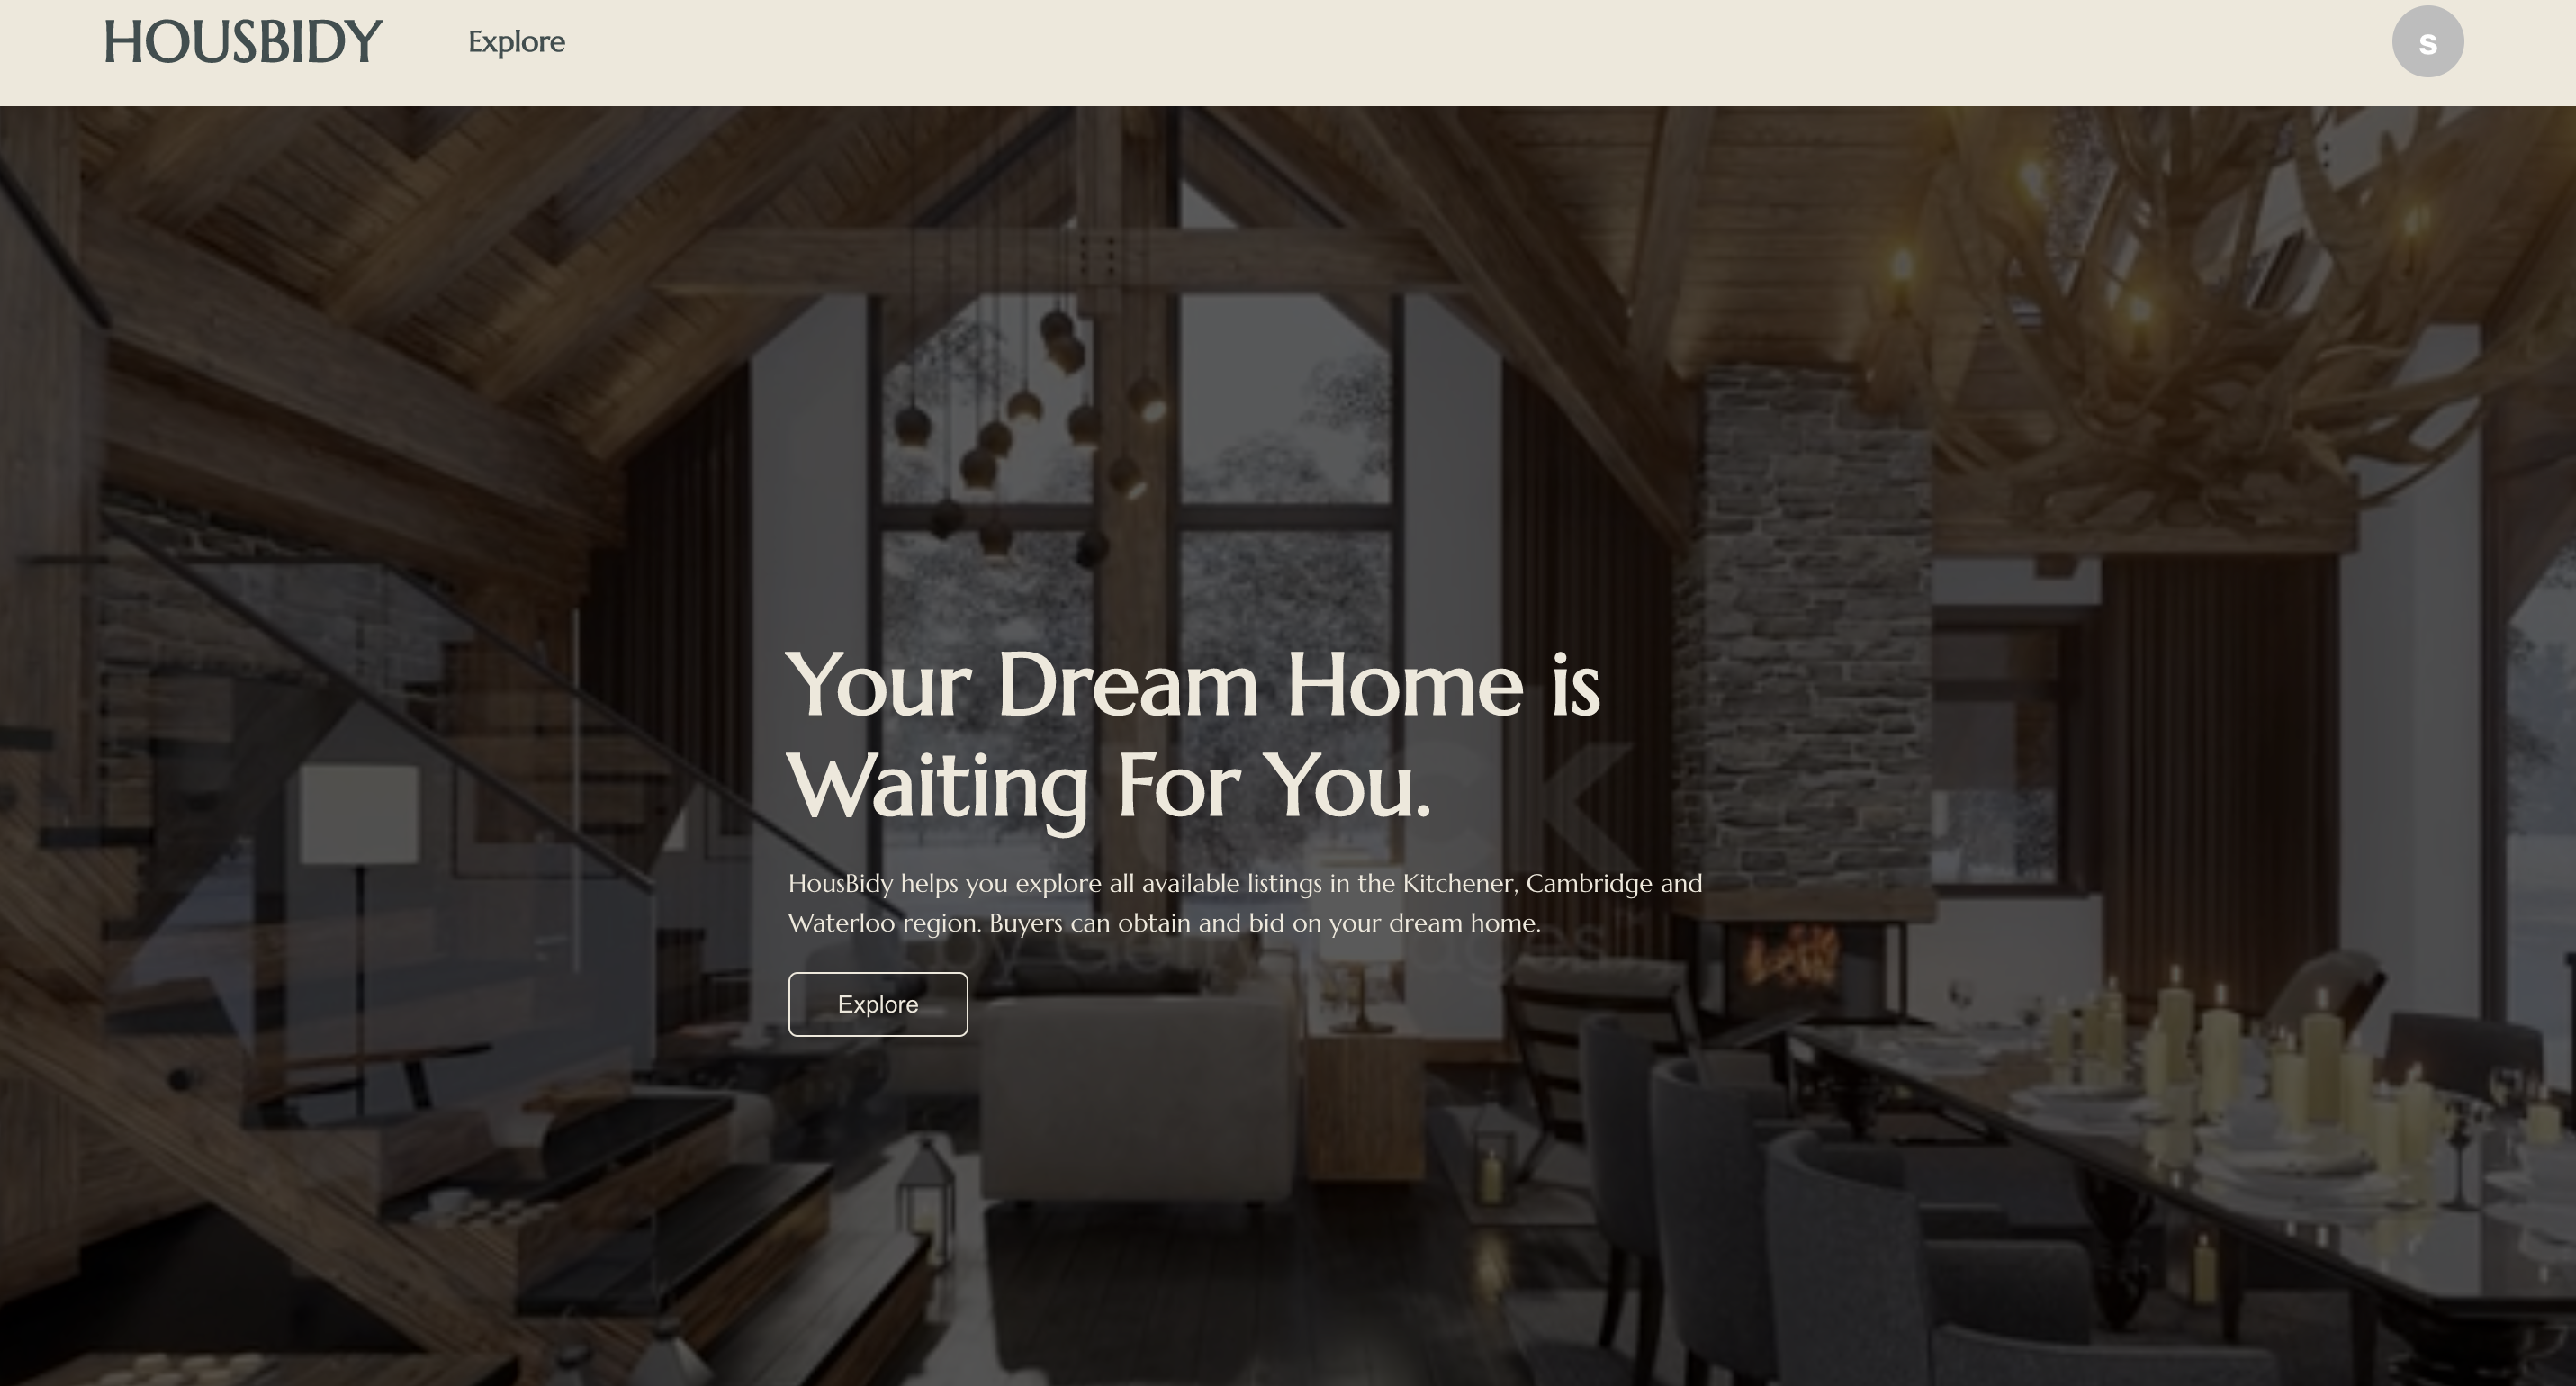 HOUSBIDY
Explore
S
Your Dream Home is
Waiting For You.
HousBidy helps you explore all available listings in the Kitchener, Cambridge and
Waterloo region. Buyers can obtain and bid on your dream home.
Explore